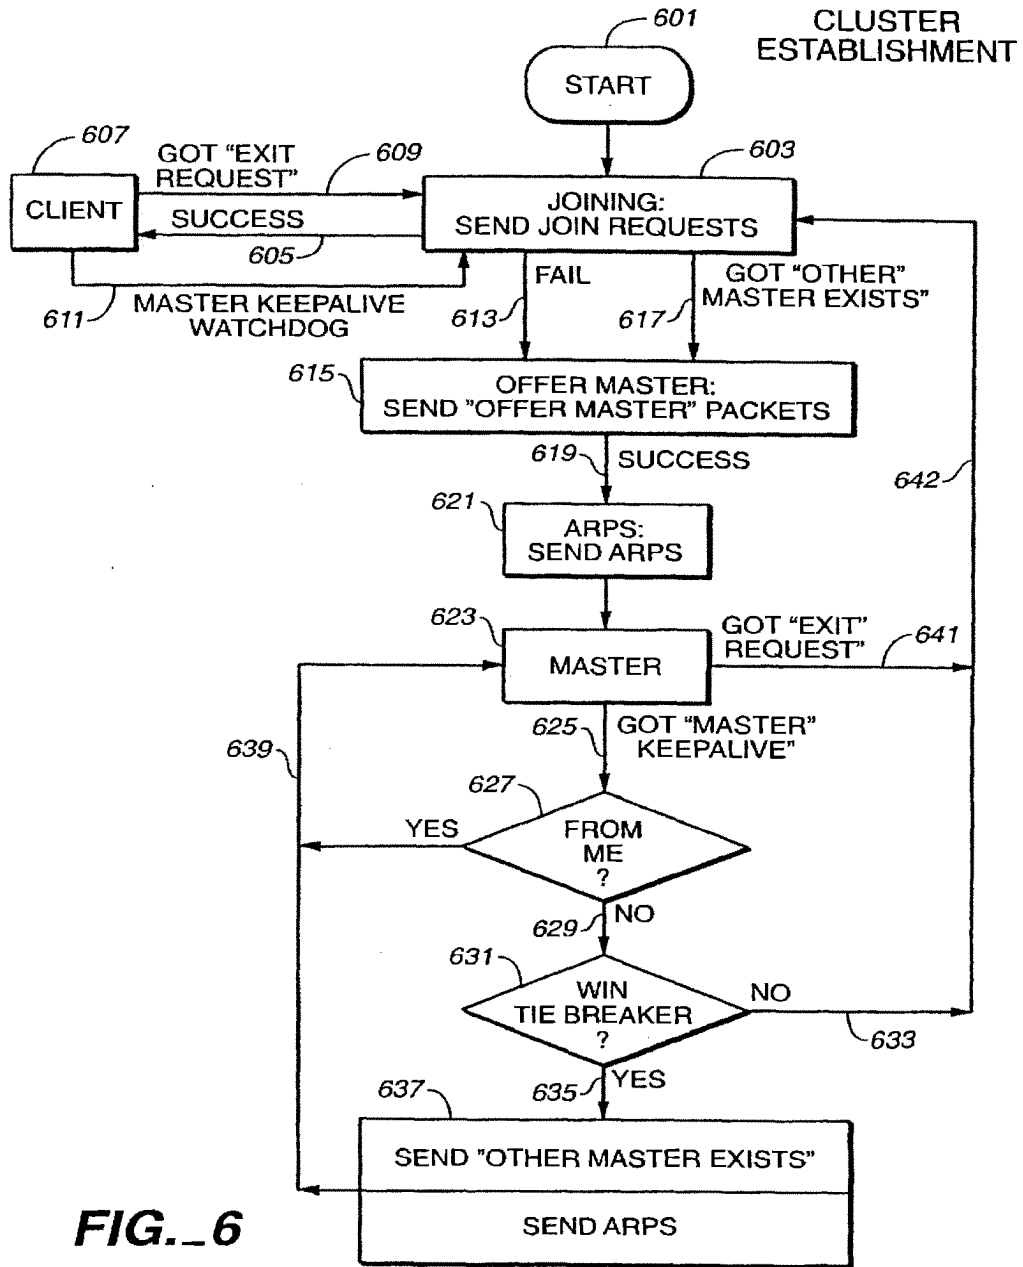 CLUSTER
ESTABLISHMENT
601
START
607
GOT “EXIT
REQUEST”
609
603
CLIENT
JOINING:
SEND JOIN REQUESTS
SUCCESS
605
611
MASTER KEEPALIVE
WATCHDOG
FAIL
613
GOT “OTHER”
MASTER EXISTS”
617
615
OFFER MASTER:
SEND ”OFFER MASTER” PACKETS
619
SUCCESS
642
621
ARPS:
SEND ARPS
623
MASTER
GOT “EXIT”
REQUEST”
641
625
GOT “MASTER”
KEEPALIVE”
639
627
YES
FROM
ME
?
629
NO
631
WIN
TIE BREAKER
?
NO
633
635
YES
637
SEND ”OTHER MASTER EXISTS”
SEND ARPS
FIG._6